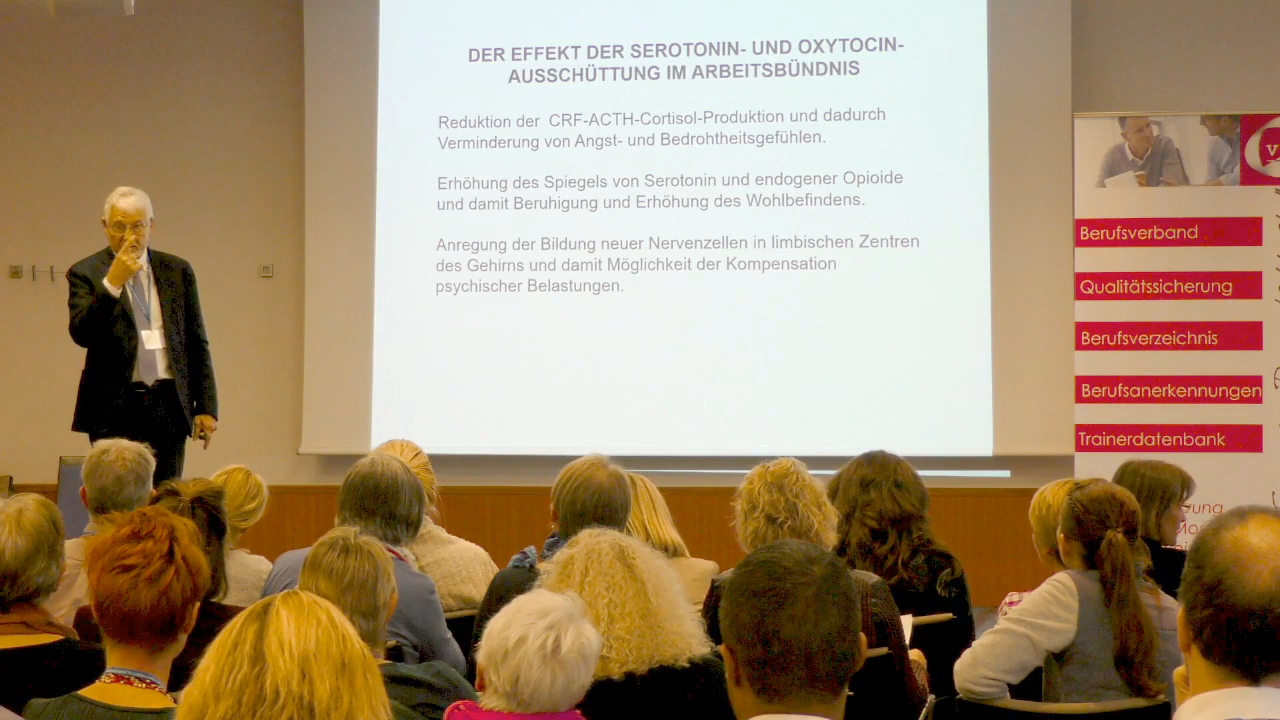 DER EFFEKT DER SEROTONIN- UND OXYTOCIN-
AUSSCHÜTTUNG IM ARBEITSBÜNDNIS
Reduktion der CRF-ACTH-Cortisol-Produktion und dadurch
Verminderung von Angst- und Bedrohtheitsgefühlen.
Erhöhung des Spiegels von Serotonin und endogener Opioide
und damit Beruhigung und Erhöhung des Wohlbefindens.
Anregung der Bildung neuer Nervenzellen in limbischen Zentren
des Gehirns und damit Möglichkeit der Kompensation
psychischer Belastungen.
Berufsverband
Qualitätssicherung
Berufsverzeichnis
Berufsanerkennungen
Trainerdatenbank